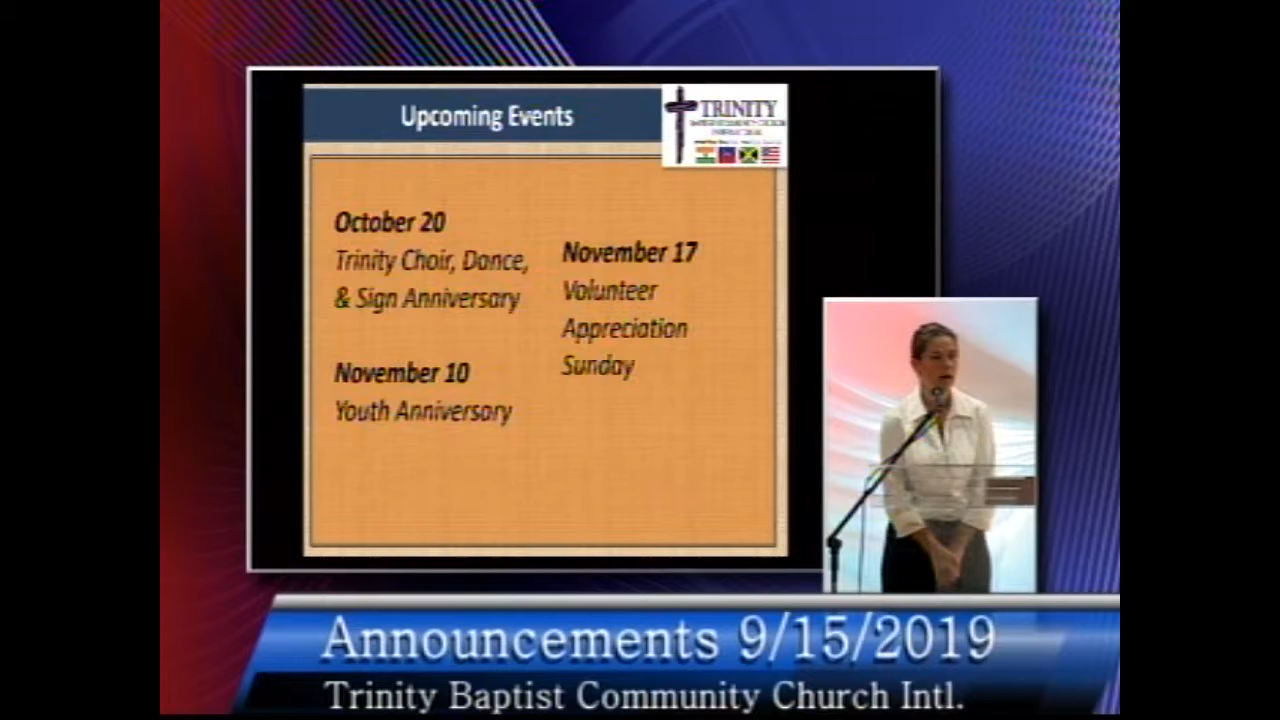 Upcoming Events
TRINITY
October 20
Trinity Choir, Dance,
& Sign Anniversary
November 10
Youth Anniversary
November 17
Volunteer
Appreciation
Sunday
Announcements 9/15/2019
Trinity Baptist Community Church Intl.